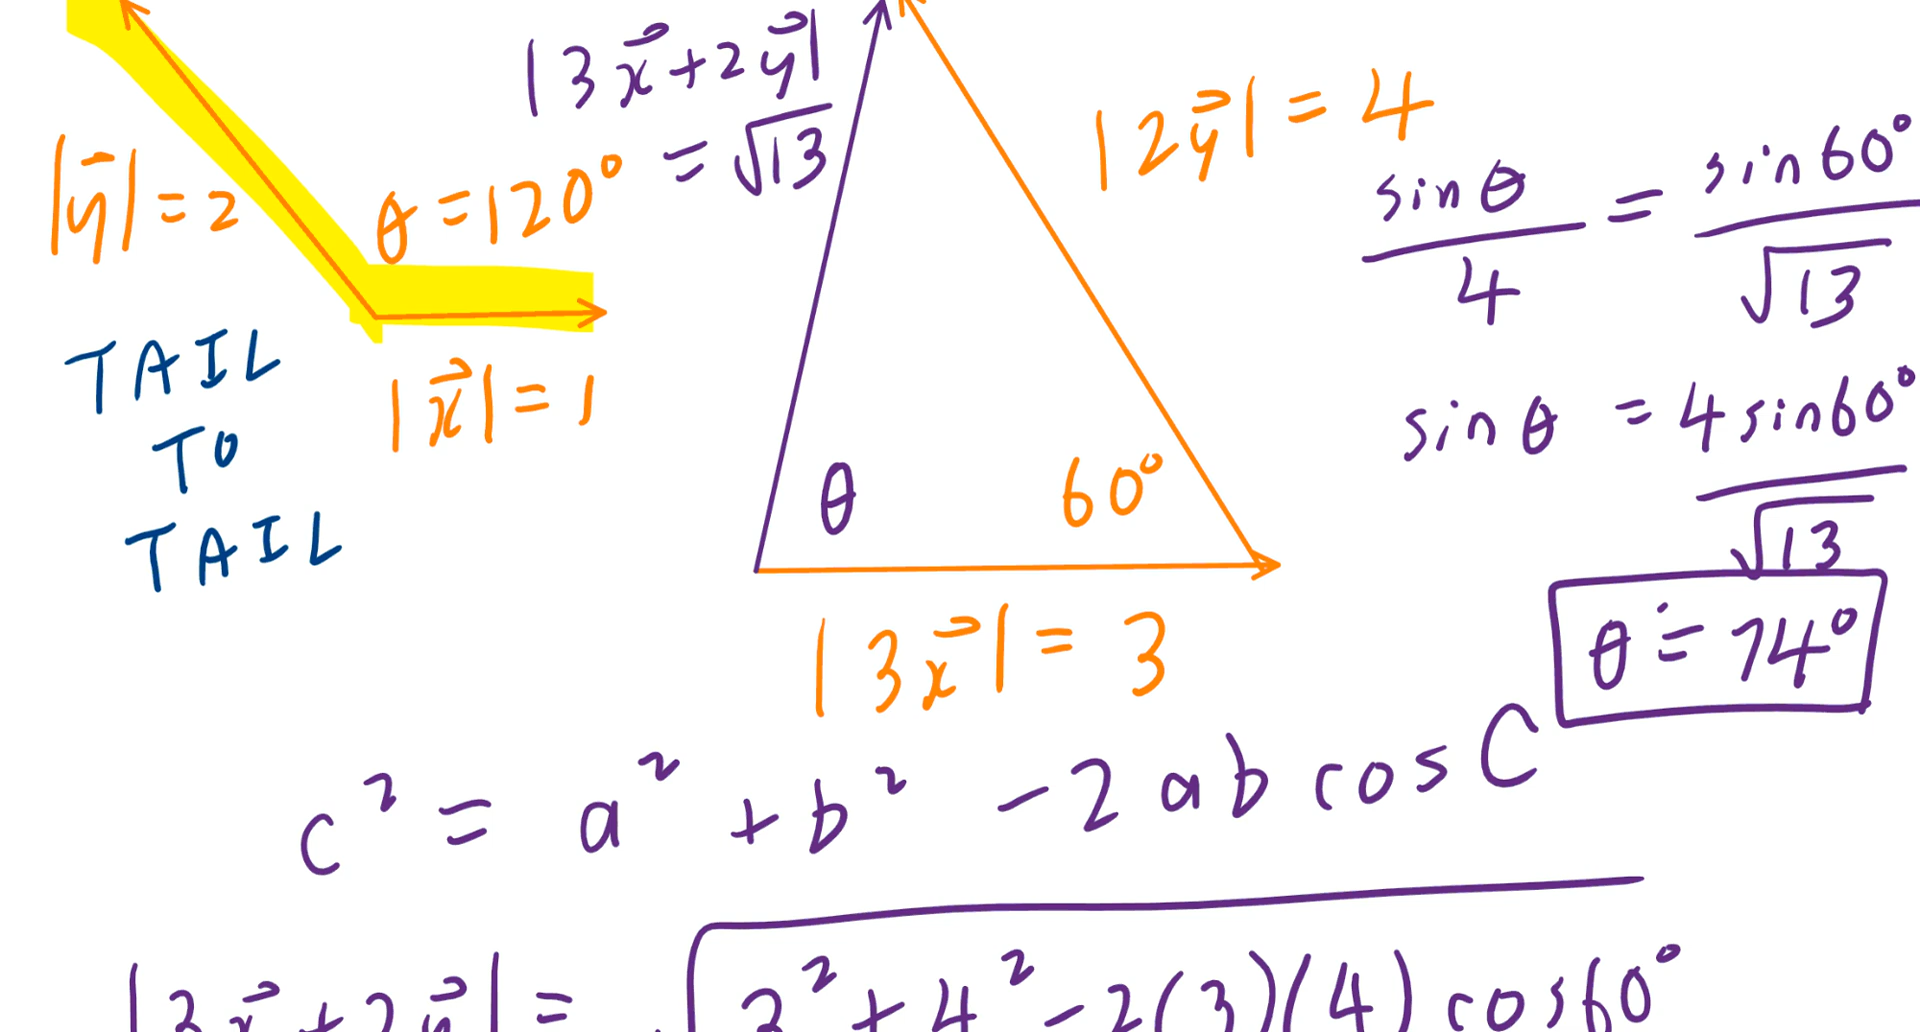 |y⃗| = 2
θ = 120°
|x⃗| = 1
TAIL
TO
TAIL
|3x⃗ + 2y⃗|
= √13
|2y⃗| = 4
θ
60°
|3x⃗| = 3
sin θ / 4 = sin 60° / √13
sin θ = 4 sin 60° / √13
θ ≐ 74°
c² = a² + b² - 2ab cos C
|3x⃗ + 2y⃗| = √3² + 4² - 2(3)(4) cos 60°